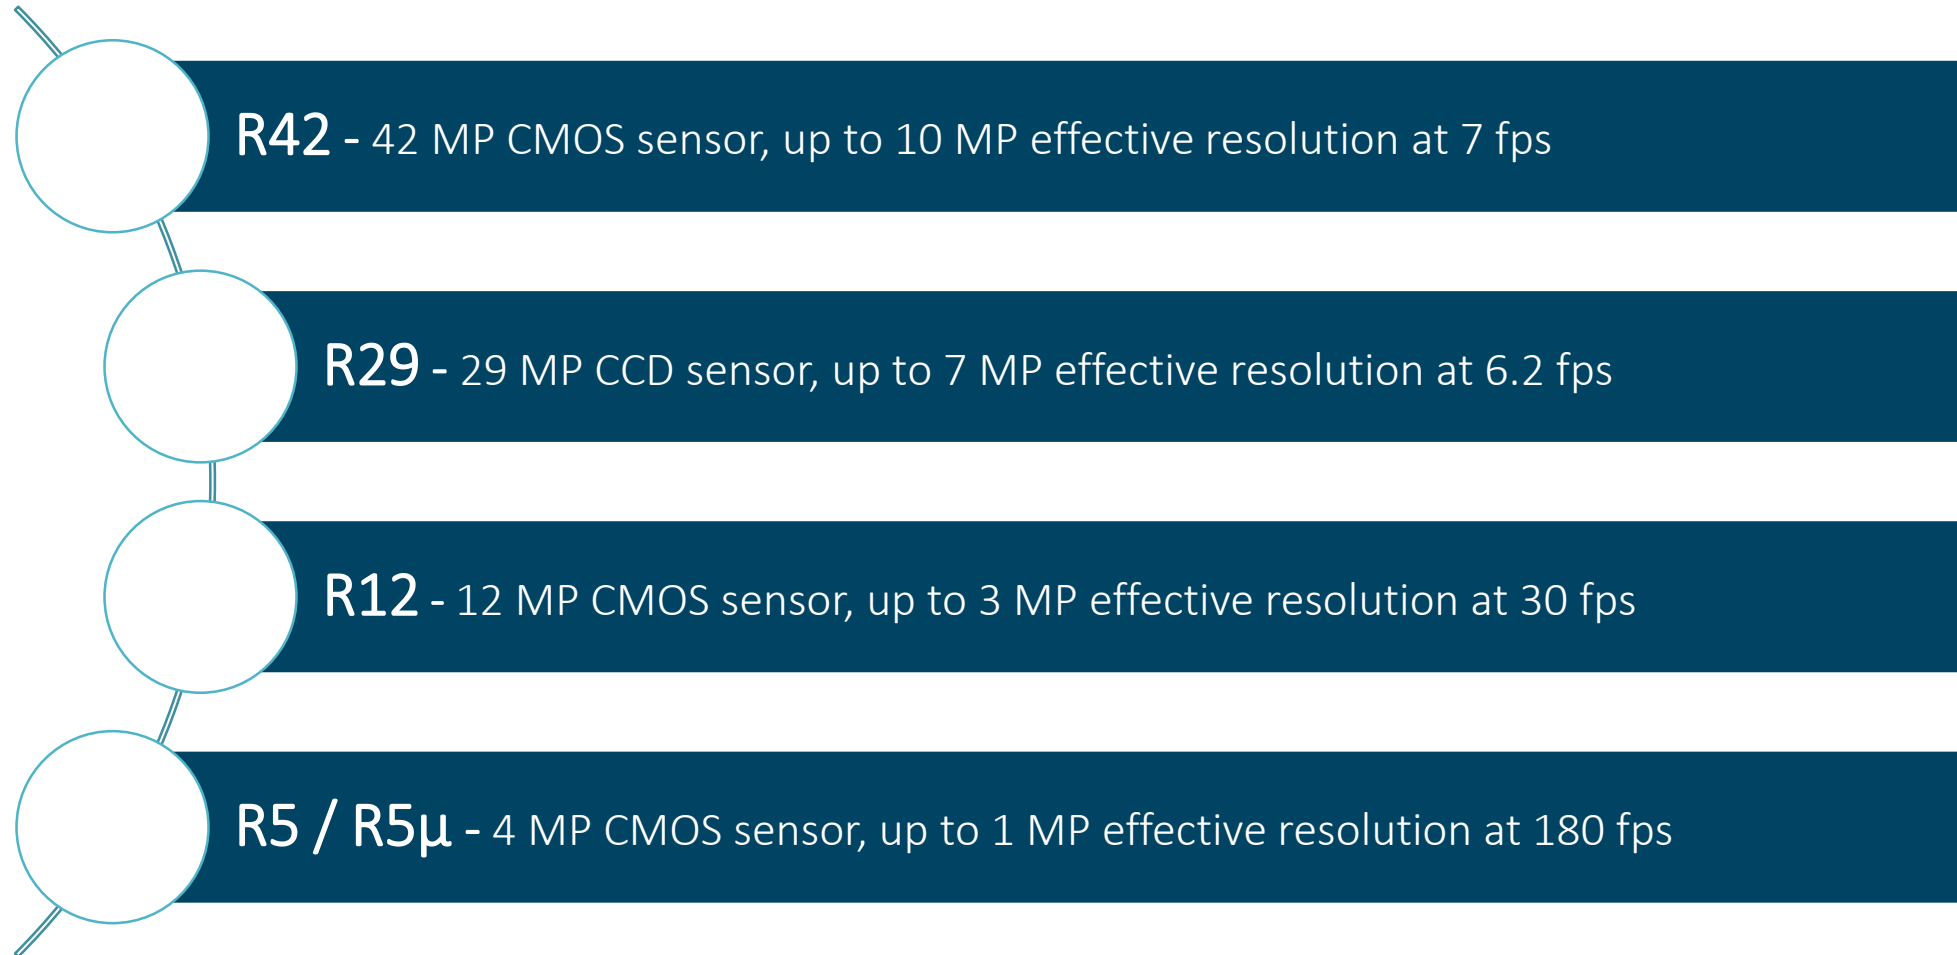 R42 - 42 MP CMOS sensor, up to 10 MP effective resolution at 7 fps
R29 - 29 MP CCD sensor, up to 7 MP effective resolution at 6.2 fps
R12 - 12 MP CMOS sensor, up to 3 MP effective resolution at 30 fps
R5 / R5µ - 4 MP CMOS sensor, up to 1 MP effective resolution at 180 fps